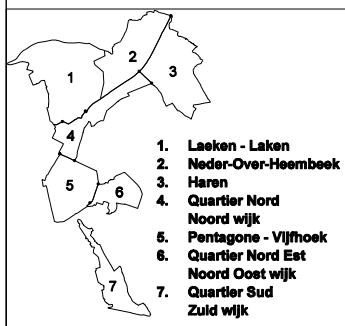 1
2
3
4
5
6
7
1. Laeken - Laken
2. Neder-Over-Heembeek
3. Haren
4. Quartier Nord
Noord wijk
5. Pentagone - Vijfhoek
6. Quartier Nord Est
Noord Oost wijk
7. Quartier Sud
Zuid wijk